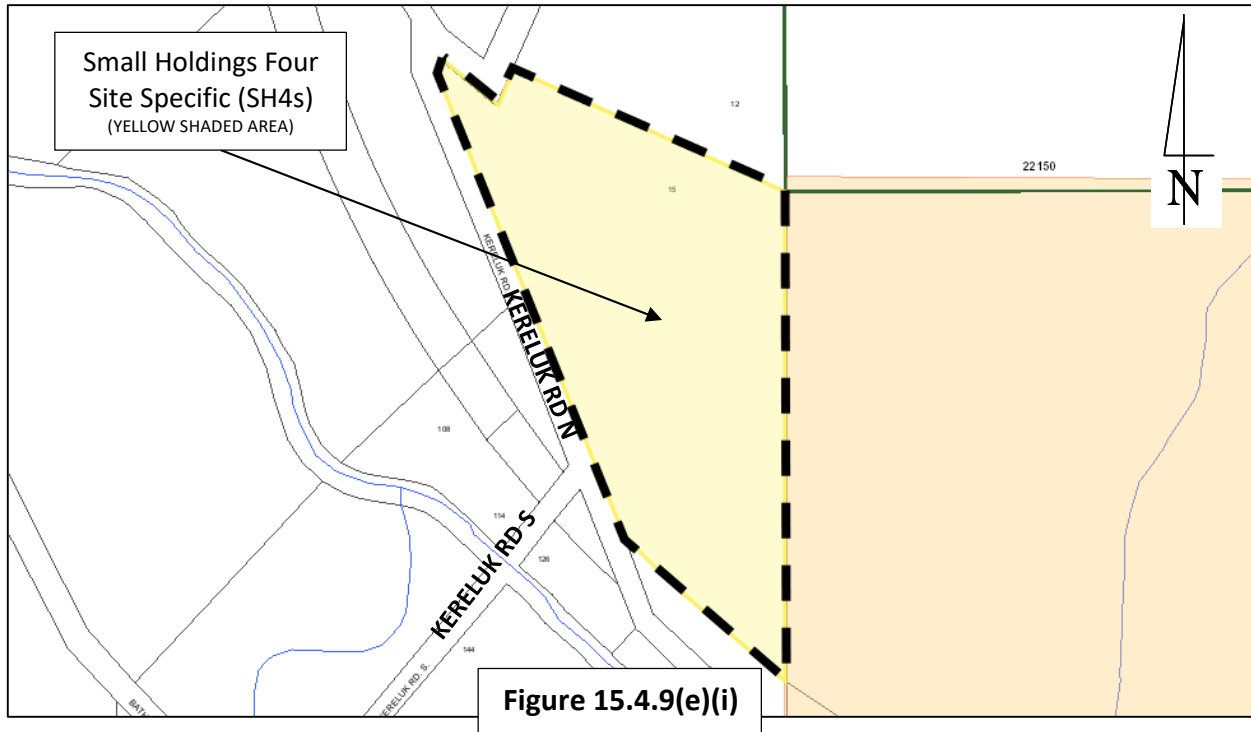 Small Holdings Four
Site Specific (SH4s)
(YELLOW SHADED AREA)
12
22150
N
15
KERELUK RD
KERELUK RD N
108
114
126
KERELUK RD S
144
KERELUK RD. S.
BATH
Figure 15.4.9(e)(i)